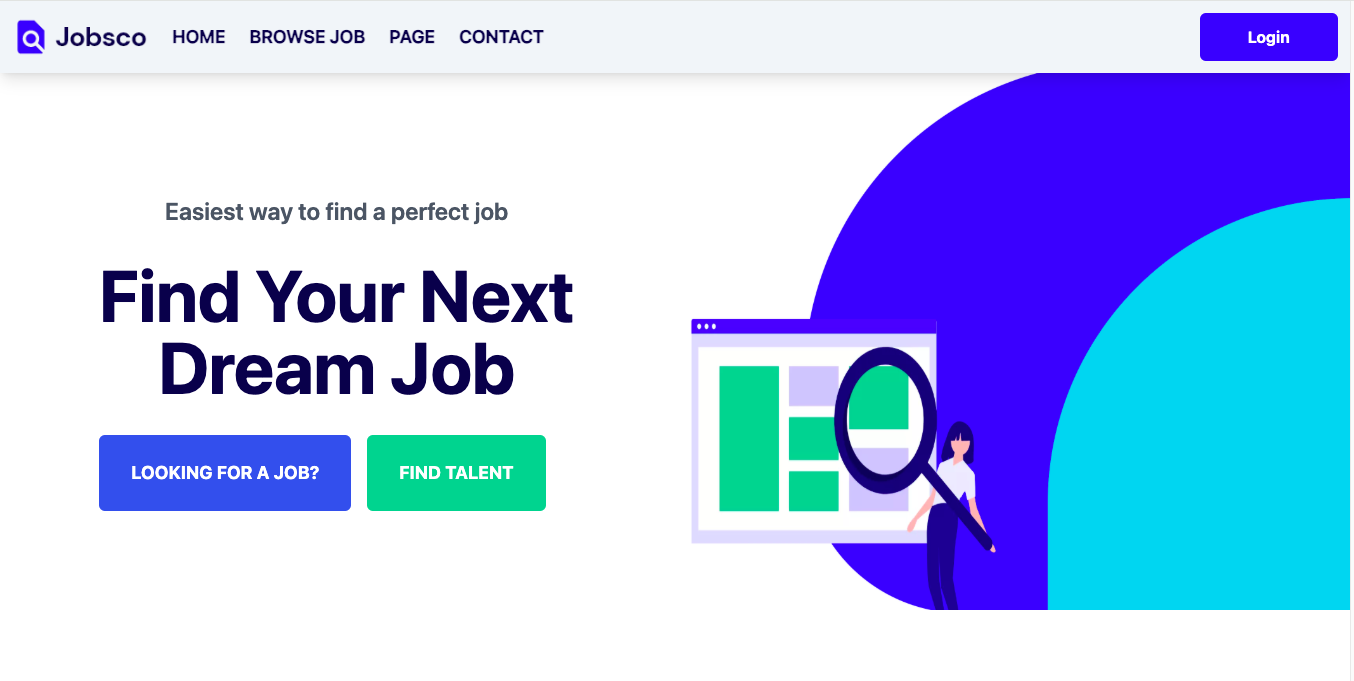 Jobsco HOME BROWSE JOB PAGE CONTACT Login
Easiest way to find a perfect job
Find Your Next
Dream Job
LOOKING FOR A JOB? FIND TALENT